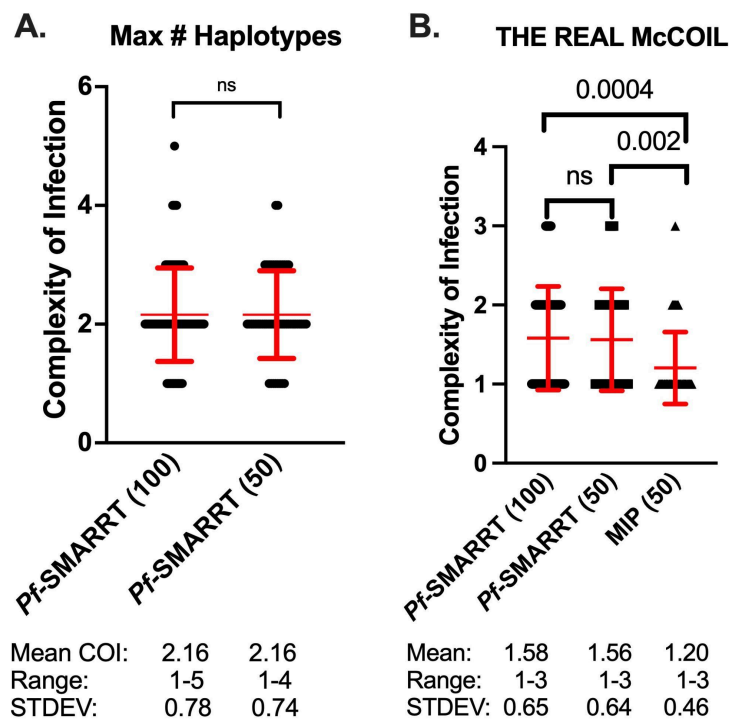 A. Max # Haplotypes
ns
Complexity of Infection
6
4
2
0
Pf-SMARRT (100)
Pf-SMARRT (50)
Mean COI: 2.16 2.16
Range: 1-5 1-4
STDEV: 0.78 0.74
B. THE REAL McCOIL
0.0004
0.002
ns
Complexity of Infection
4
3
2
1
0
Pf-SMARRT (100)
Pf-SMARRT (50)
MIP (50)
Mean: 1.58 1.56 1.20
Range: 1-3 1-3 1-3
STDEV: 0.65 0.64 0.46